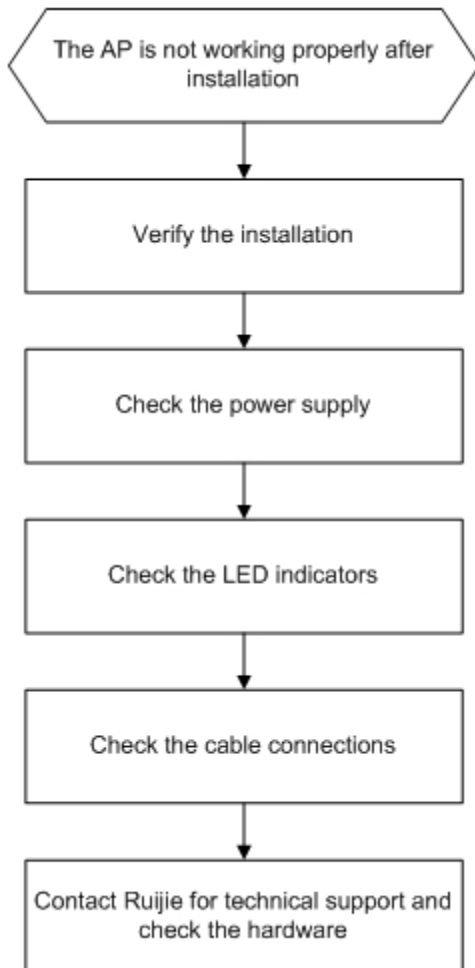 The AP is not working properly after
installation
Verify the installation
Check the power supply
Check the LED indicators
Check the cable connections
Contact Ruijie for technical support and
check the hardware